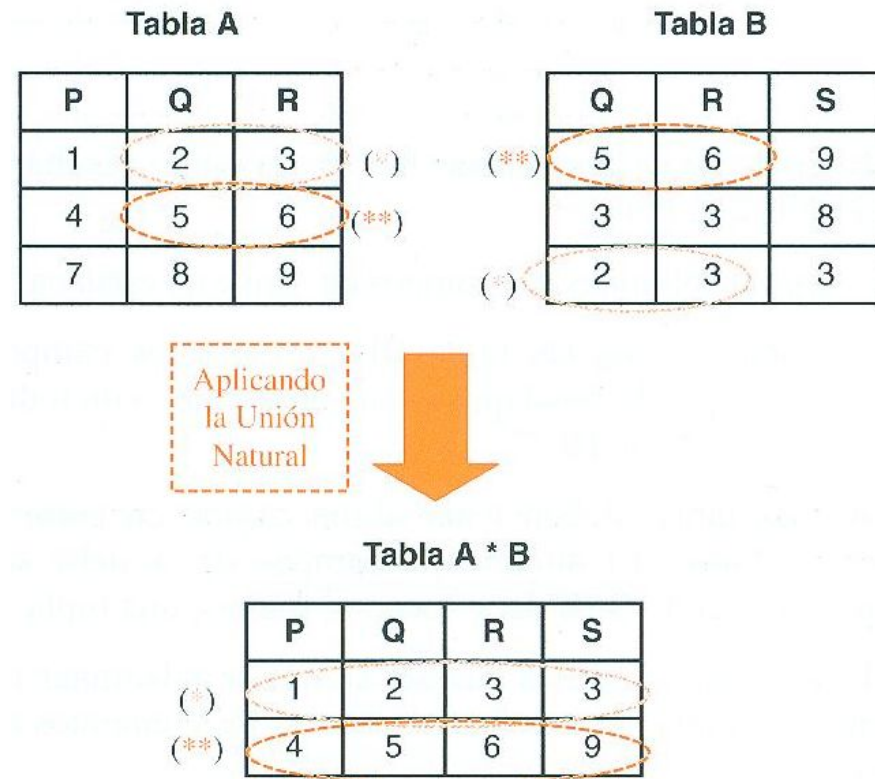 Tabla A Tabla B
P Q R Q R S
1 2 3 (*) (**) 5 6 9
4 5 6 (**) 3 3 8
7 8 9 (*) 2 3 3
Aplicando
la Unión
Natural
Tabla A * B
P Q R S
(*) 1 2 3 3
(**) 4 5 6 9